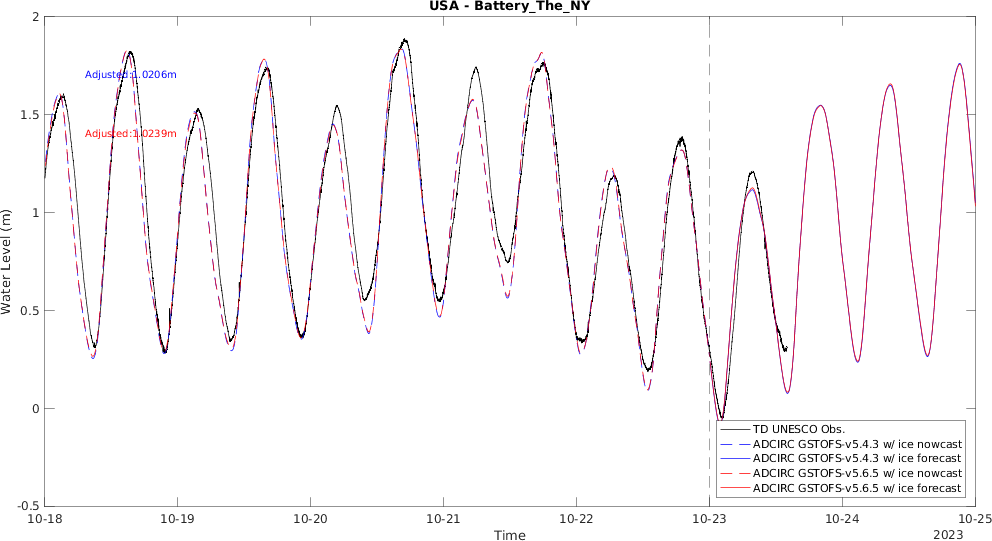 USA - Battery_The_NY
Water Level (m)
2
1.5
1
0.5
0
-0.5
Adjusted:1.0206m
Adjusted:1.0239m
TD UNESCO Obs.
ADCIRC GSTOFS-v5.4.3 w/ ice nowcast
ADCIRC GSTOFS-v5.4.3 w/ ice forecast
ADCIRC GSTOFS-v5.6.5 w/ ice nowcast
ADCIRC GSTOFS-v5.6.5 w/ ice forecast
10-18 10-19 10-20 10-21 10-22 10-23 10-24 10-25
Time
2023